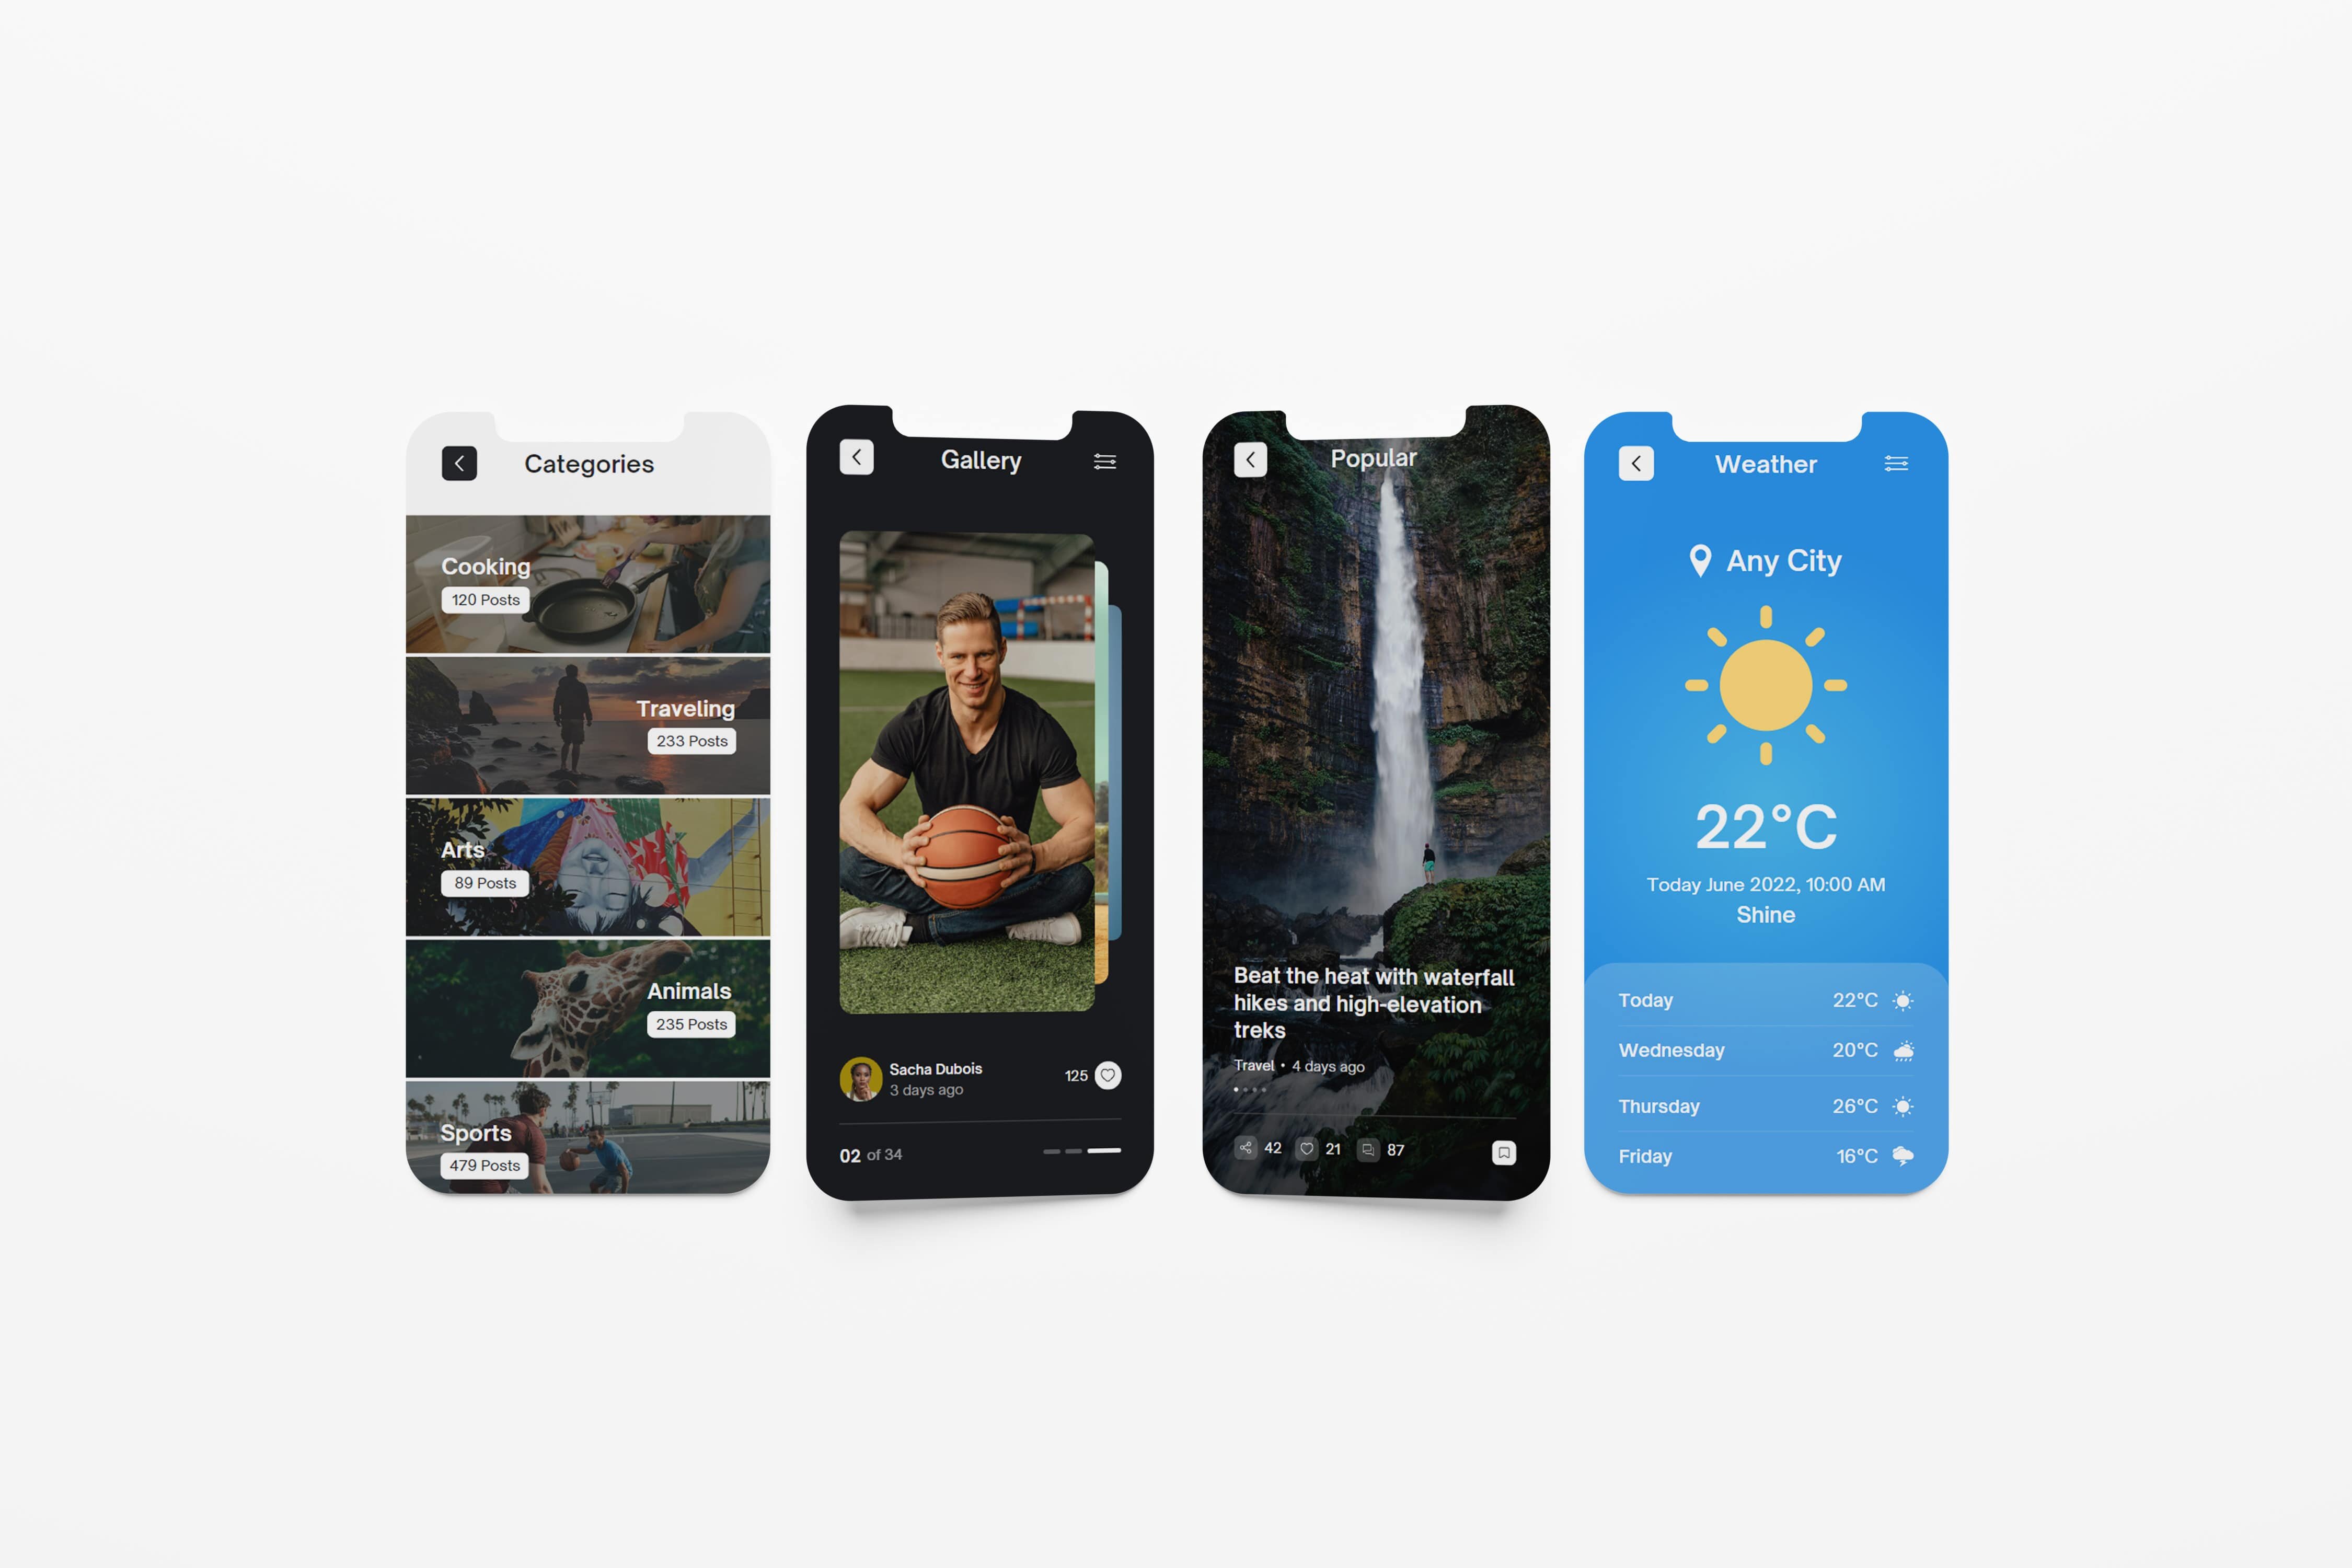 Categories
Cooking
120 Posts
Traveling
233 Posts
Arts
89 Posts
Animals
235 Posts
Sports
479 Posts
Gallery
Sacha Dubois
3 days ago
125
02 of 34
Popular
Beat the heat with waterfall
hikes and high-elevation
treks
Travel • 4 days ago
42 21 87
Weather
Any City
22°C
Today June 2022, 10:00 AM
Shine
Today 22°C
Wednesday 20°C
Thursday 26°C
Friday 16°C